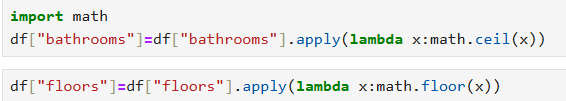 import math
df["bathrooms"]=df["bathrooms"].apply(lambda x:math.ceil(x))
df["floors"]=df["floors"].apply(lambda x:math.floor(x))